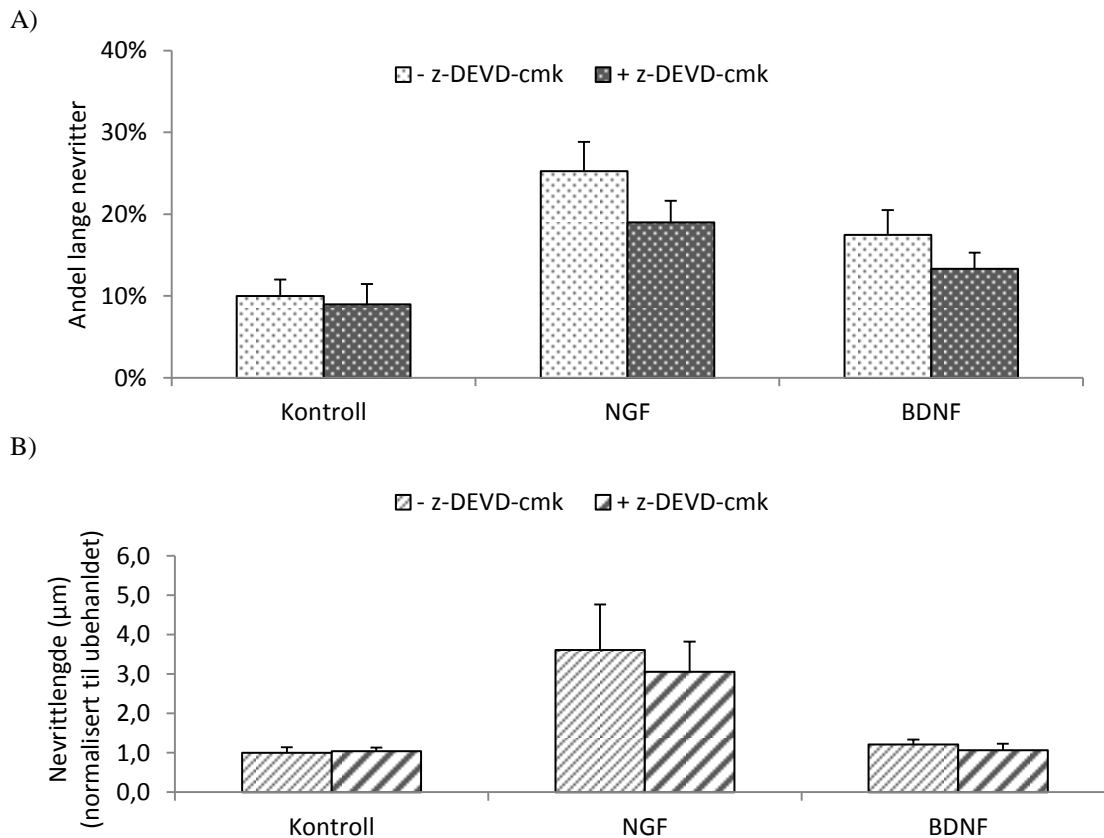 A)
40%
30%
20%
10%
0%
Andel lange nevritter
- z-DEVD-cmk + z-DEVD-cmk
Kontroll NGF BDNF
B)
- z-DEVD-cmk + z-DEVD-cmk
6,0
5,0
4,0
3,0
2,0
1,0
0,0
Nevrittlengde (µm)
(normalisert til ubehanldet)
Kontroll NGF BDNF